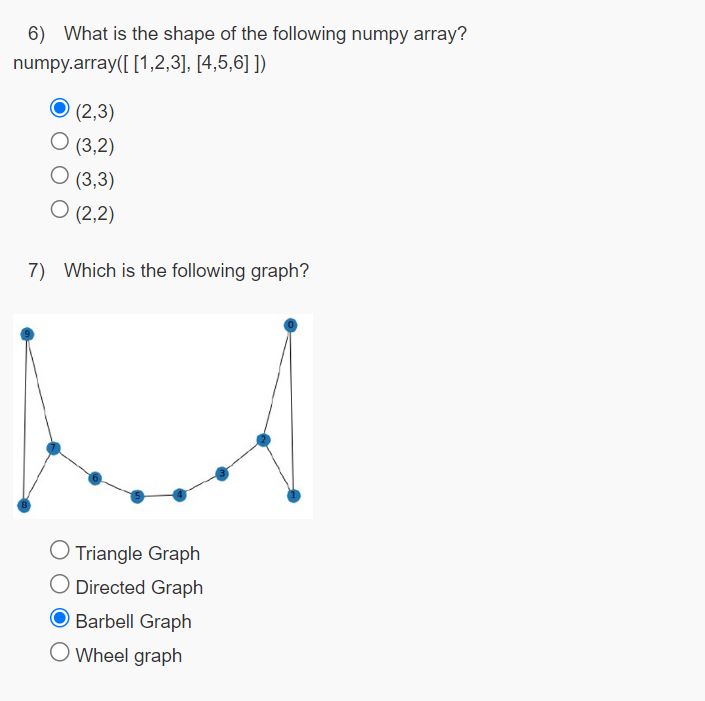 6) What is the shape of the following numpy array?
numpy.array([ [1,2,3], [4,5,6] ])
(2,3)
(3,2)
(3,3)
(2,2)
7) Which is the following graph?
0
9
2
7
3
6
5
4
1
8
Triangle Graph
Directed Graph
Barbell Graph
Wheel graph